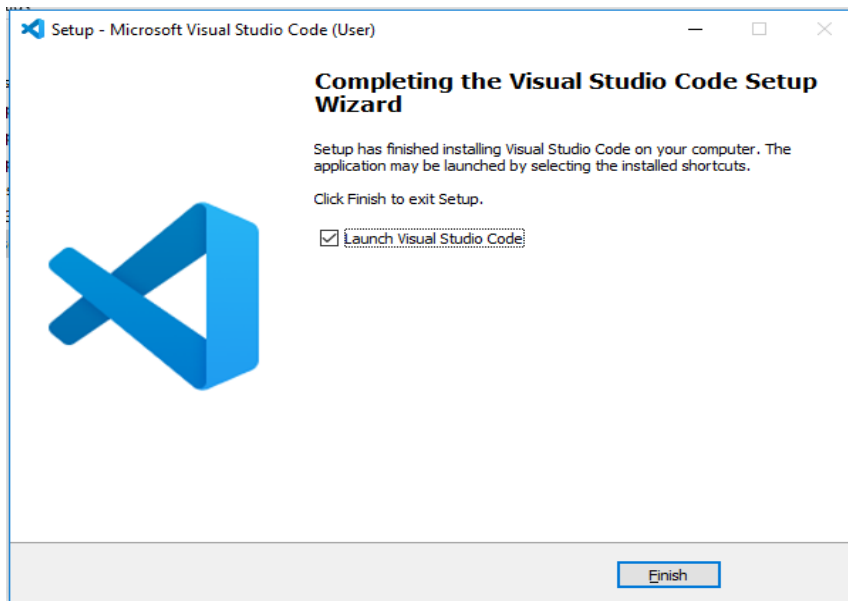 Setup - Microsoft Visual Studio Code (User)
Completing the Visual Studio Code Setup
Wizard
Setup has finished installing Visual Studio Code on your computer. The
application may be launched by selecting the installed shortcuts.
Click Finish to exit Setup.
Launch Visual Studio Code
Finish